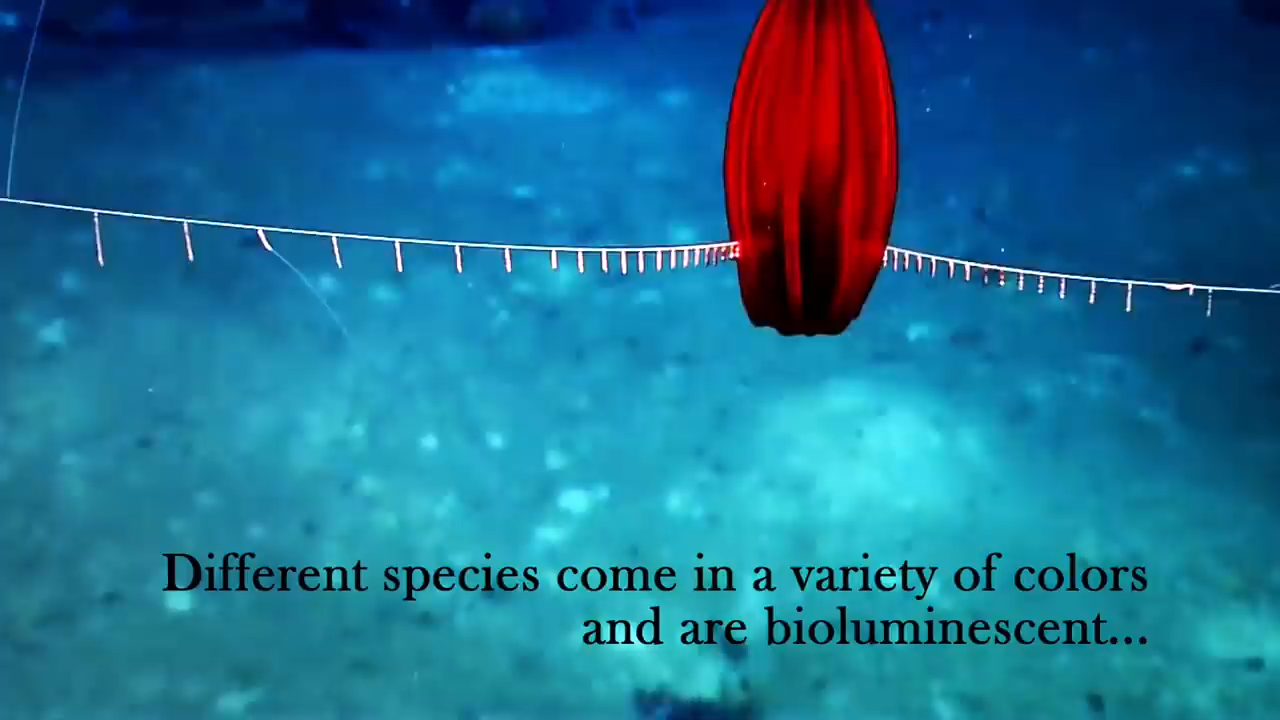 Different species come in a variety of colors
and are bioluminescent...